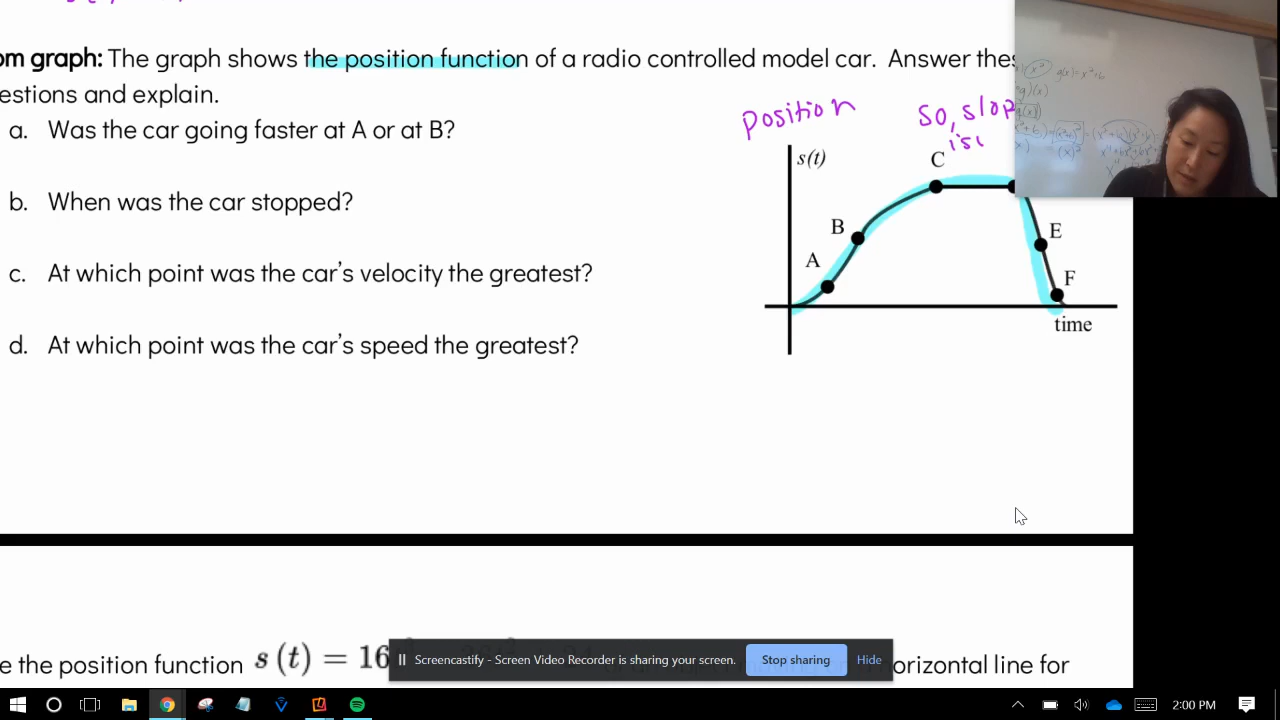 om graph: The graph shows the position function of a radio controlled model car. Answer thes
estions and explain.
a. Was the car going faster at A or at B?
b. When was the car stopped?
c. At which point was the car's velocity the greatest?
d. At which point was the car's speed the greatest?
position
so, slop
is
s(t)
C
B
A
E
F
time
e the position function s(t) = 16
orizontal line for
Screencastify - Screen Video Recorder is sharing your screen.
Stop sharing
Hide
2:00 PM